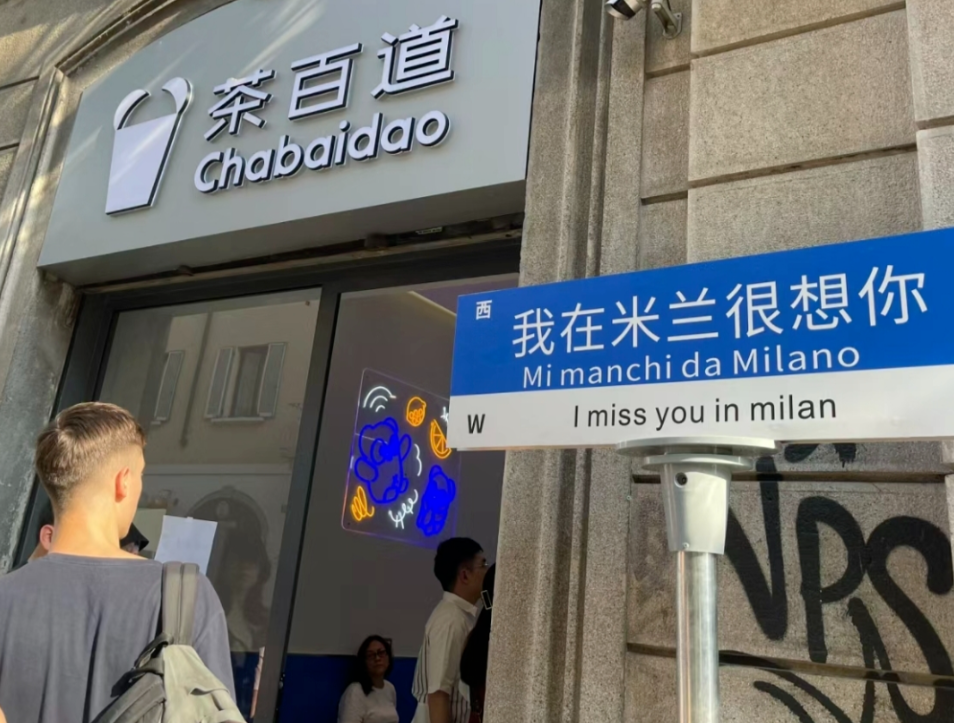 茶百道
Chabaidao
西
我在米兰很想你
Mi manchi da Milano
W
I miss you in milan
VPS